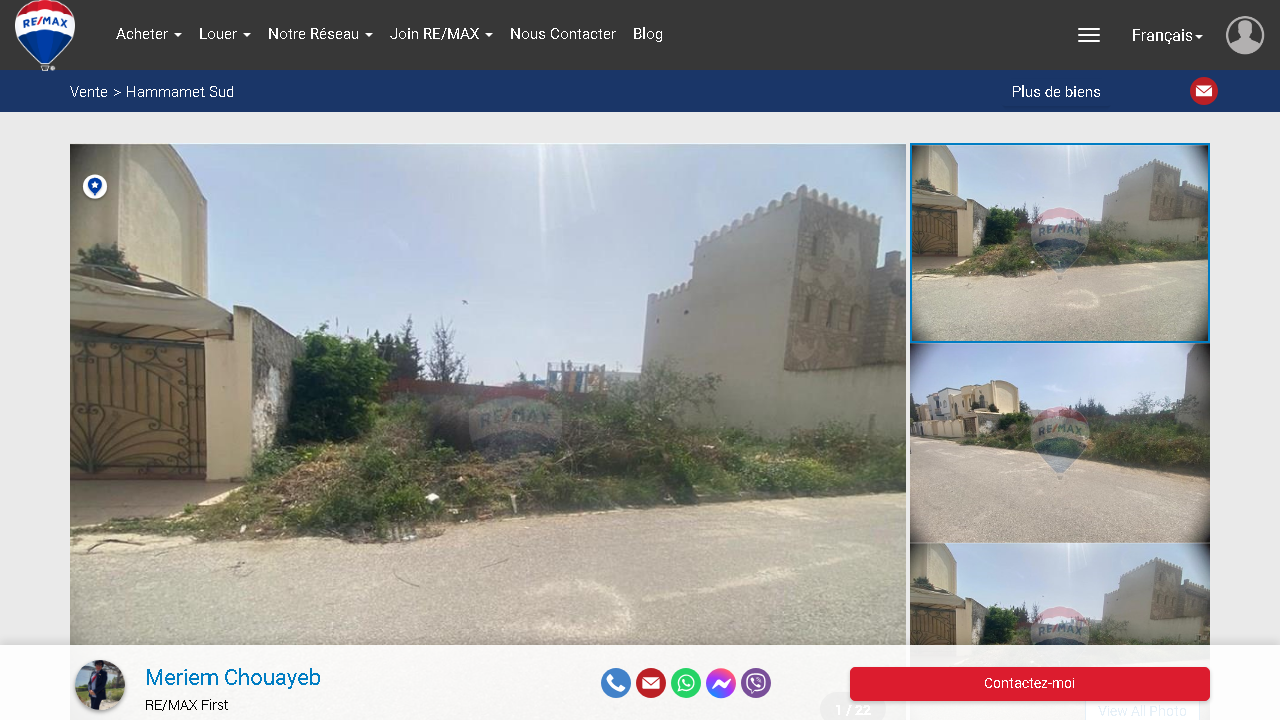 RE/MAX
Acheter
Louer
Notre Réseau
Join RE/MAX
Nous Contacter
Blog
Français
Vente > Hammamet Sud
Plus de biens
RE/MAX
RE/MAX
RE/MAX
RE/MAX
Meriem Chouayeb
RE/MAX First
Contactez-moi
1 / 22
View All Photo